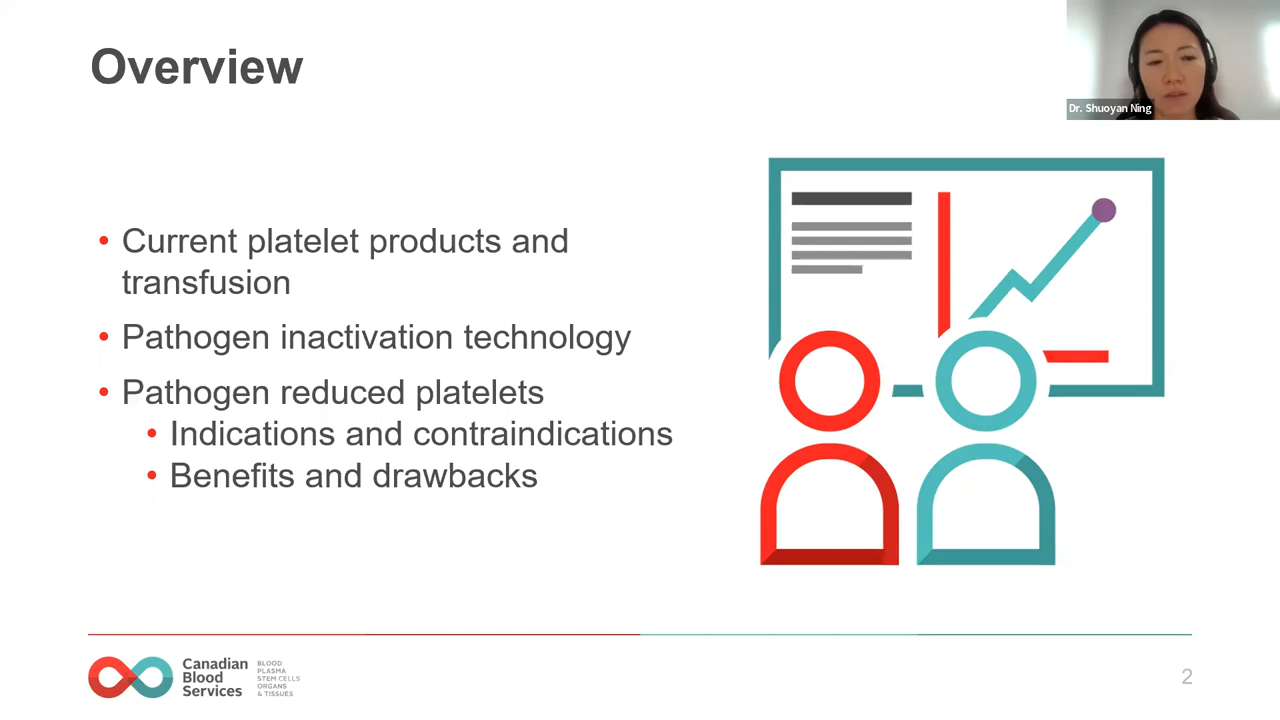 Overview
Dr. Shuoyan Ning
• Current platelet products and
transfusion
• Pathogen inactivation technology
• Pathogen reduced platelets
• Indications and contraindications
• Benefits and drawbacks
Canadian
Blood
Services
BLOOD
PLASMA
STEM CELLS
ORGANS
& TISSUES
2